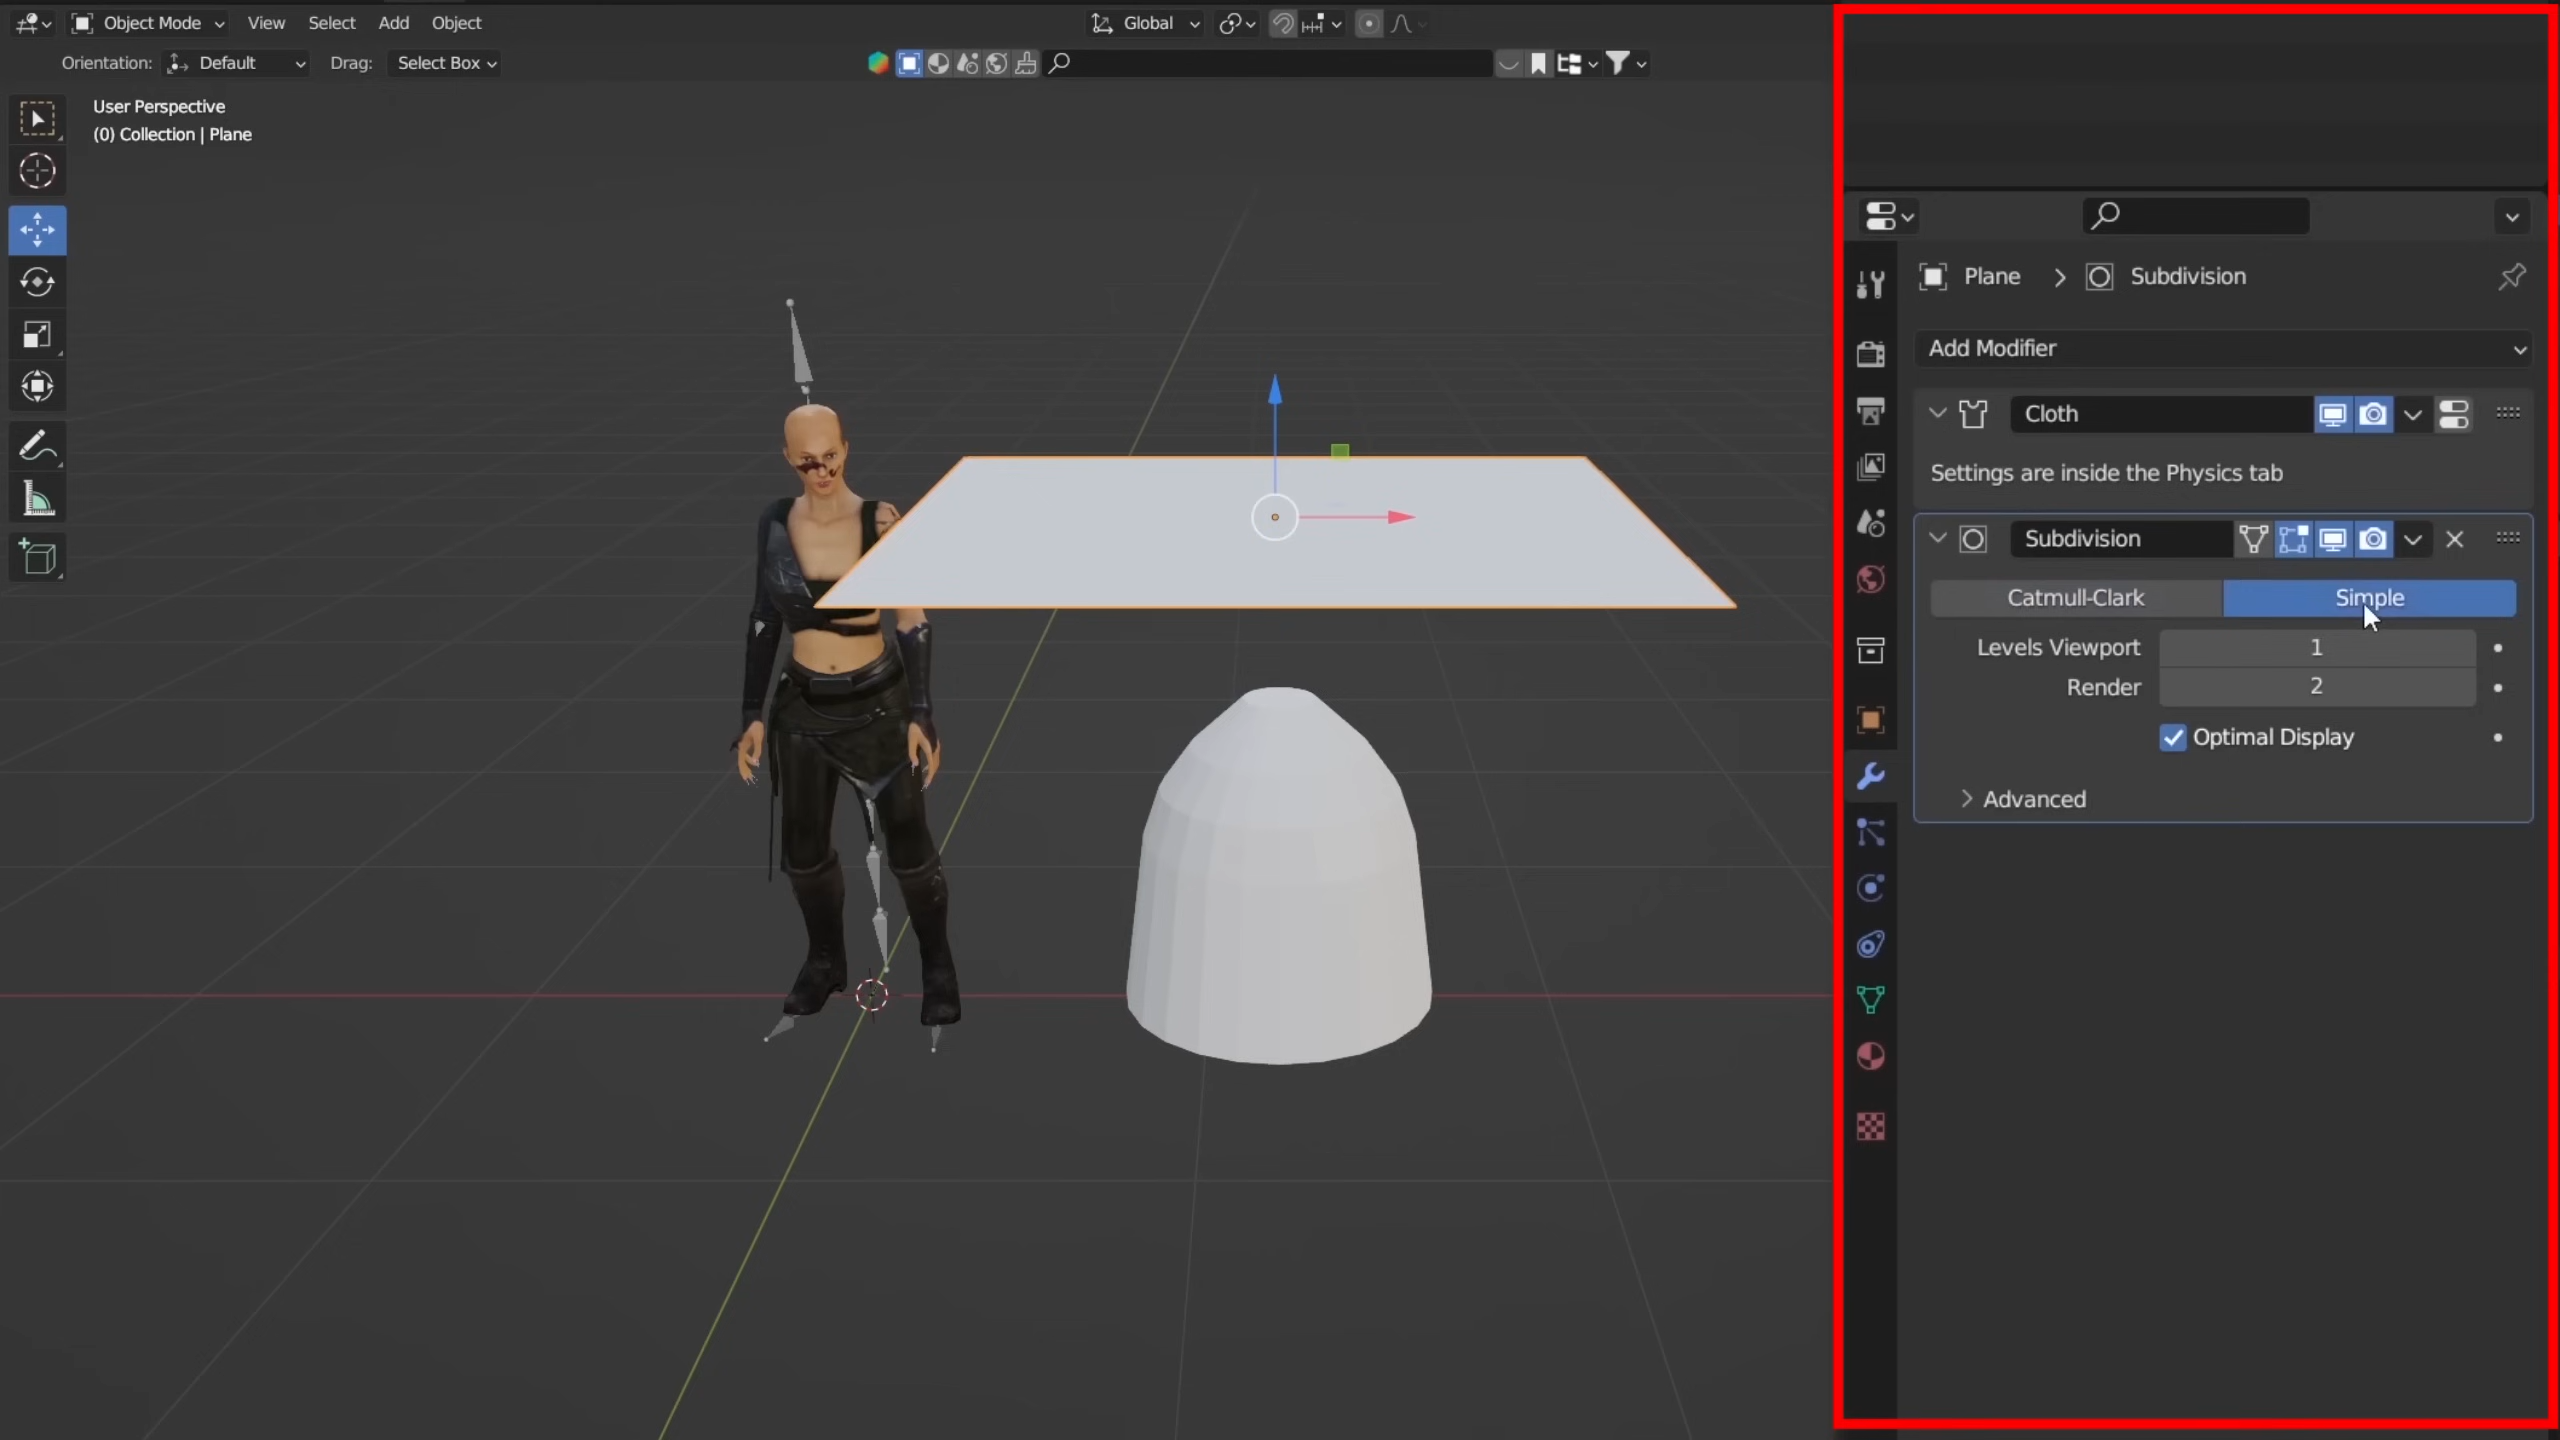 Object Mode View Select Add Object Global
Orientation: Default Drag: Select Box
User Perspective
(0) Collection | Plane
Plane > Subdivision
Add Modifier
Cloth
Settings are inside the Physics tab
Subdivision
Catmull-Clark Simple
Levels Viewport 1
Render 2
Optimal Display
Advanced